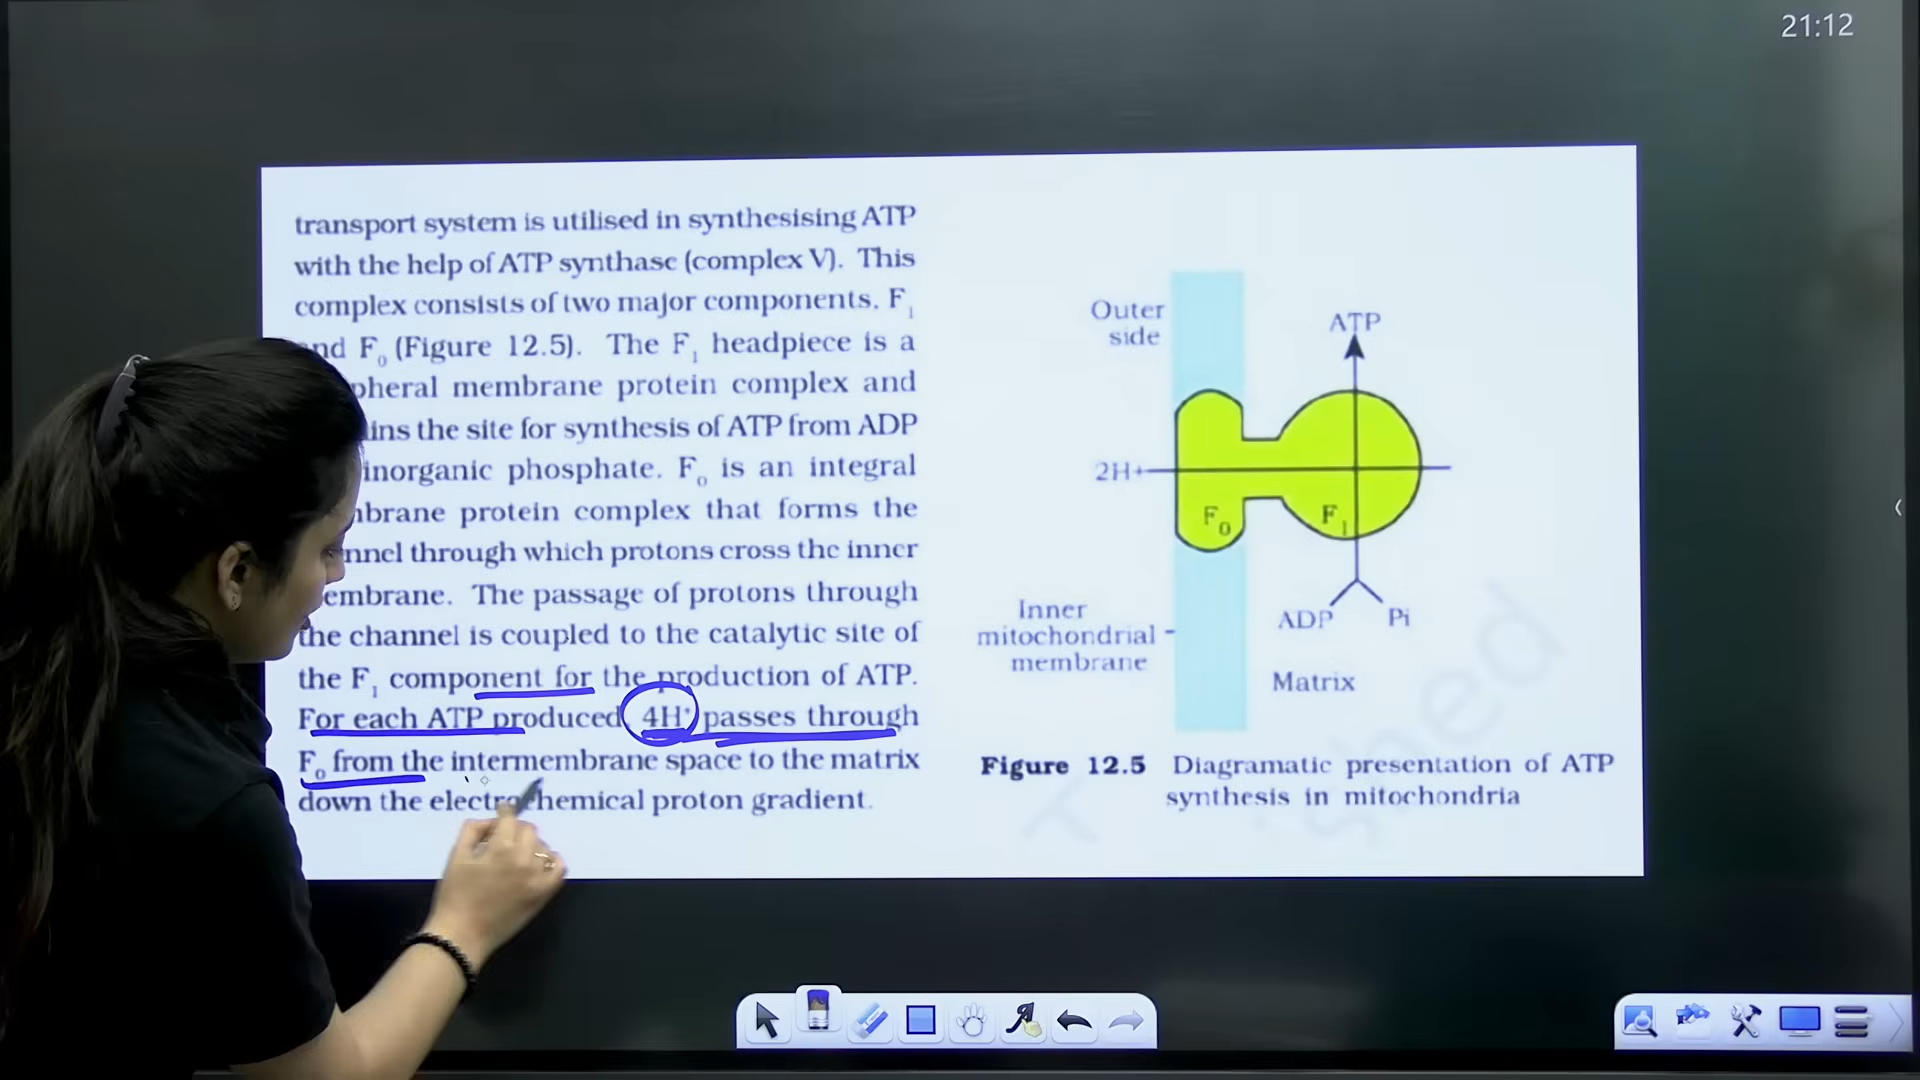 21:12
transport system is utilised in synthesising ATP
with the help of ATP synthase (complex V). This
complex consists of two major components, F1
nd F0 (Figure 12.5). The F1 headpiece is a
pheral membrane protein complex and
ins the site for synthesis of ATP from ADP
inorganic phosphate. F0 is an integral
brane protein complex that forms the
nnel through which protons cross the inner
embrane. The passage of protons through
the channel is coupled to the catalytic site of
the F1 component for the production of ATP.
For each ATP produced, 4H+ passes through
F0 from the intermembrane space to the matrix
down the electrochemical proton gradient.
Outer
side
ATP
2H+
F0
F1
ADP
Pi
Inner
mitochondrial
membrane
Matrix
Figure 12.5 Diagramatic presentation of ATP
synthesis in mitochondria